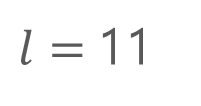 l = 11